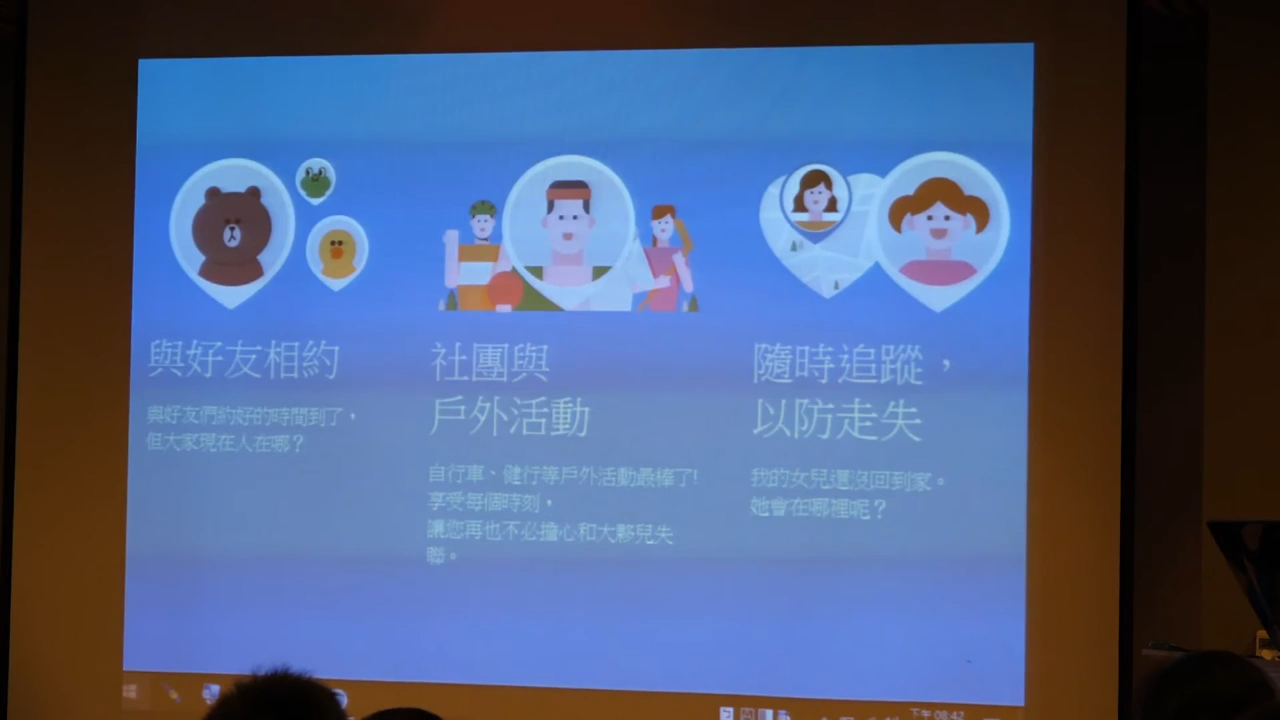 與好友相約
與好友們約好的時間到了,
但大家現在人在哪?
社團與
戶外活動
自行車、健行等戶外活動最棒了!
享受每個時刻,
讓您再也不必擔心和大夥兒失
聯。
隨時追蹤,
以防走失
我的女兒還沒回到家。
她會在哪裡呢?
下午 08:42